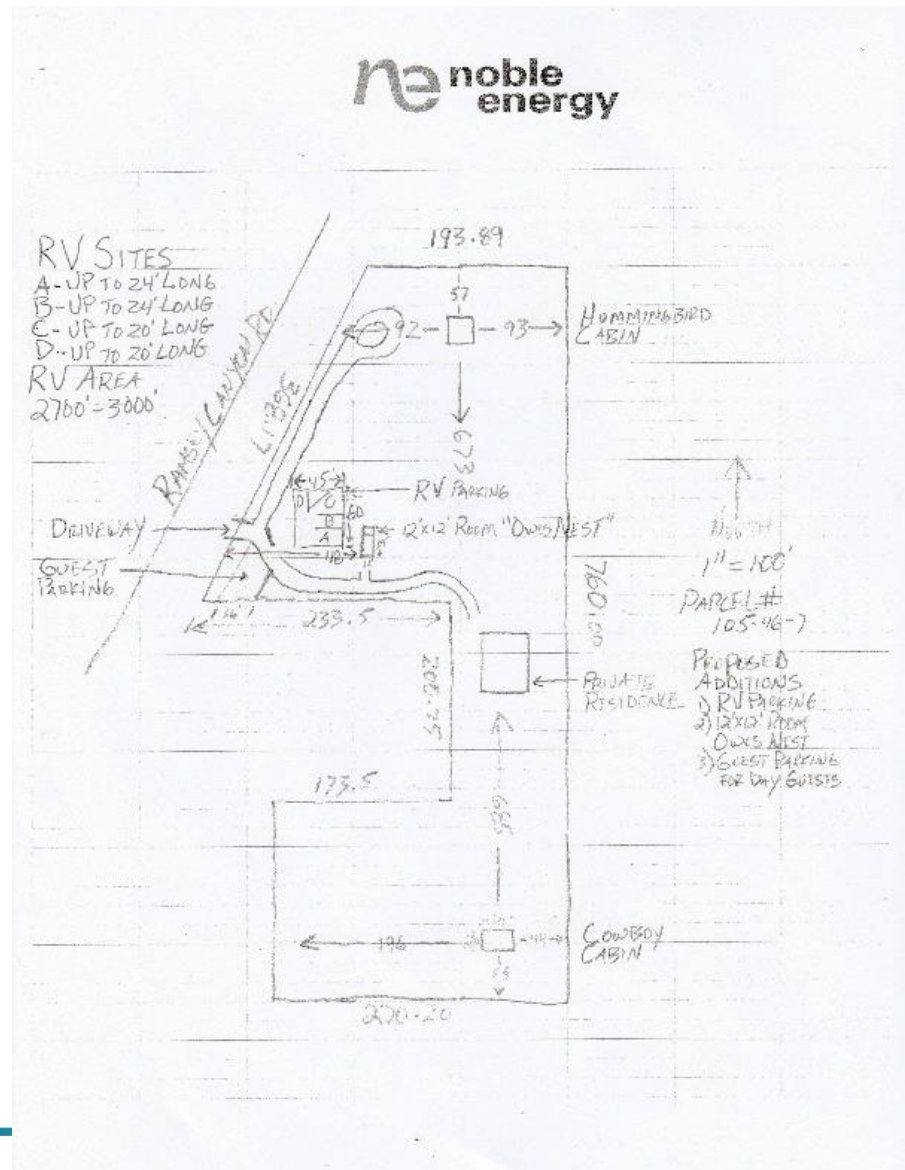 noble
energy
RV SITES
A-UP TO 24' LONG
B-UP TO 24' LONG
C-UP TO 20' LONG
D-UP TO 20' LONG
RV AREA
2700'-3000'
193.89
57
92
93
HUMMINGBIRD
CABIN
RAMSEY CANYON RD
673
45'
D
C
B
A
60
RV PARKING
12'X12' ROOM "OWLS NEST"
DRIVEWAY
GUEST
PARKING
233.5
NORTH
1" = 100'
PARCEL #
105-46-7
760.00
PRIVATE
RESIDENCE
PROPOSED
ADDITIONS
1) RV PARKING
2) 12'X12' ROOM
OWLS NEST
3) GUEST PARKING
FOR DAY GUESTS
173.5
685
196
COWBOY
CABIN
270.20